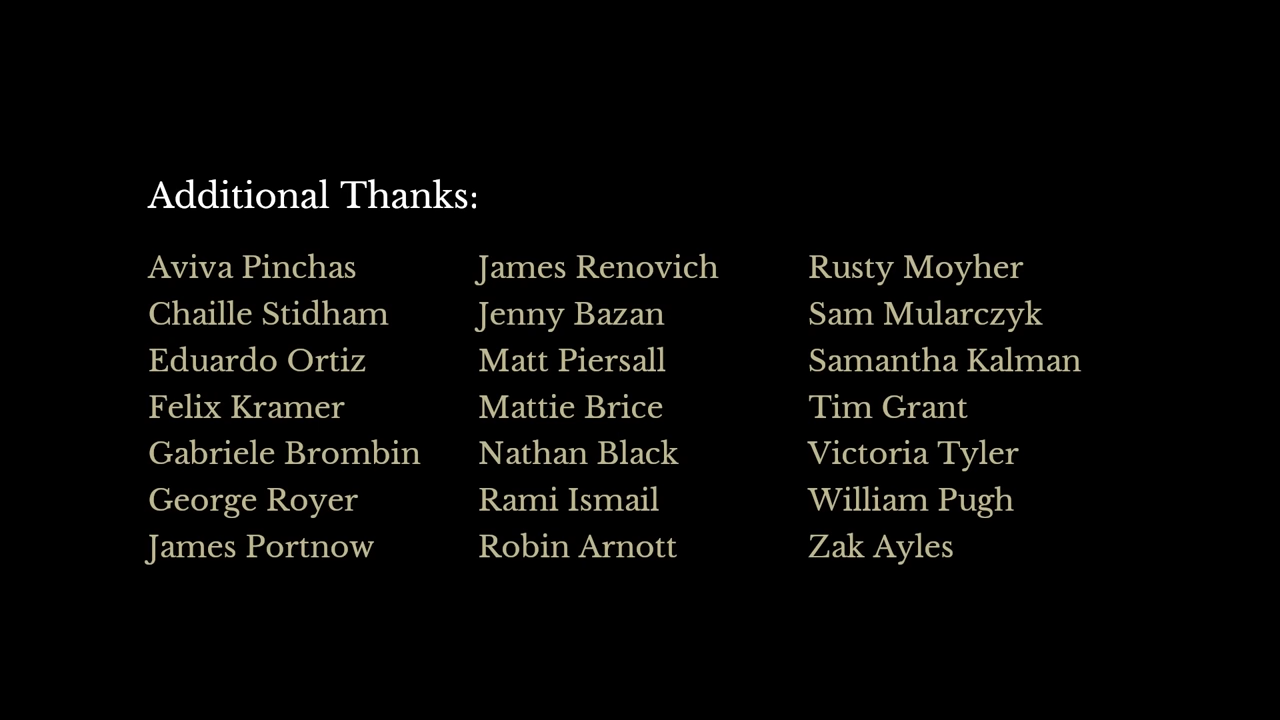 Additional Thanks:
Aviva Pinchas
Chaille Stidham
Eduardo Ortiz
Felix Kramer
Gabriele Brombin
George Royer
James Portnow
James Renovich
Jenny Bazan
Matt Piersall
Mattie Brice
Nathan Black
Rami Ismail
Robin Arnott
Rusty Moyher
Sam Mularczyk
Samantha Kalman
Tim Grant
Victoria Tyler
William Pugh
Zak Ayles